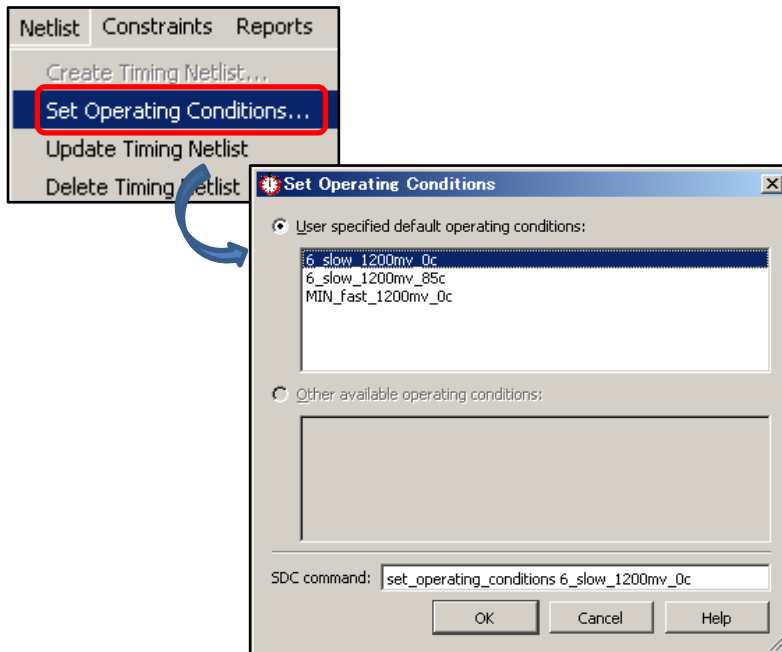 Netlist Constraints Reports
Create Timing Netlist...
Set Operating Conditions...
Update Timing Netlist
Delete Timing Netlist
Set Operating Conditions
User specified default operating conditions:
6_slow_1200mv_0c
6_slow_1200mv_85c
MIN_fast_1200mv_0c
Other available operating conditions:
SDC command: set_operating_conditions 6_slow_1200mv_0c
OK Cancel Help